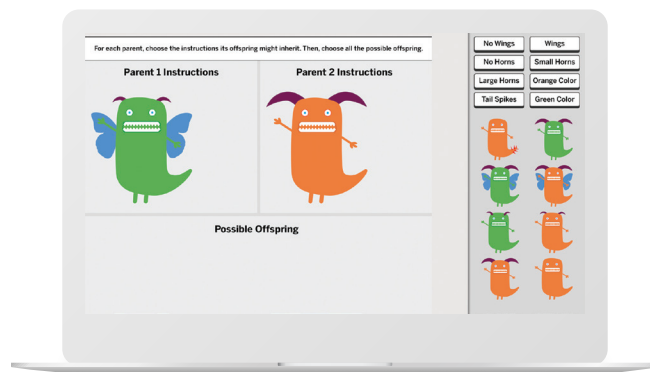 For each parent, choose the instructions its offspring might inherit. Then, choose all the possible offspring.
Parent 1 Instructions
Parent 2 Instructions
Possible Offspring
No Wings
Wings
No Horns
Small Horns
Large Horns
Orange Color
Tail Spikes
Green Color